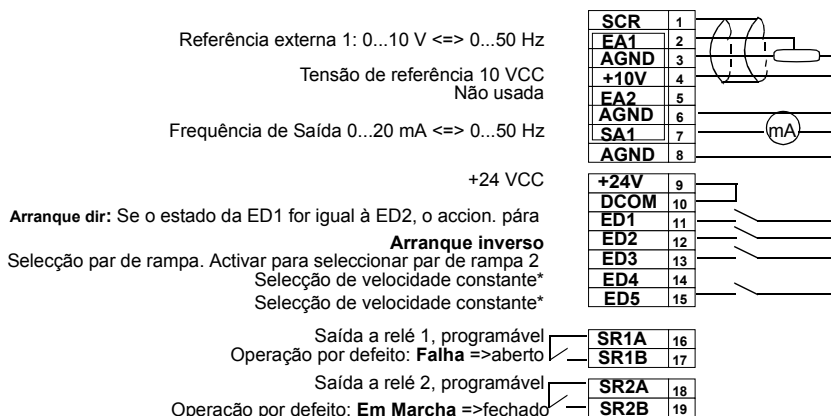 SCR 1
Referência externa 1: 0...10 V <=> 0...50 Hz EA1 2
AGND 3
Tensão de referência 10 VCC +10V 4
Não usada EA2 5
AGND 6
Frequência de Saída 0...20 mA <=> 0...50 Hz SA1 7 mA
AGND 8
+24 VCC +24V 9
DCOM 10
Arranque dir: Se o estado da ED1 for igual à ED2, o accion. pára ED1 11
Arranque inverso ED2 12
Selecção par de rampa. Activar para seleccionar par de rampa 2 ED3 13
Selecção de velocidade constante* ED4 14
Selecção de velocidade constante* ED5 15
Saída a relé 1, programável SR1A 16
Operação por defeito: Falha =>aberto SR1B 17
Saída a relé 2, programável SR2A 18
Operação por defeito: Em Marcha =>fechado SR2B 19